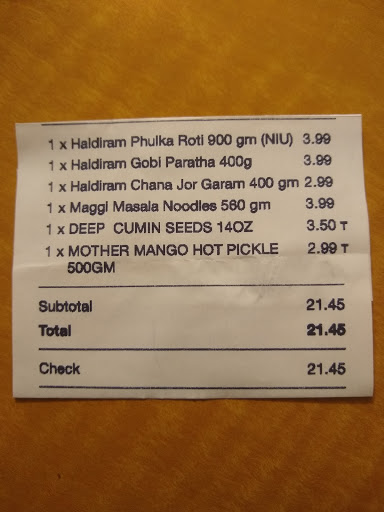 1 x Haldiram Phulka Roti 900 gm (NIU) 3.99
1 x Haldiram Gobi Paratha 400g 3.99
1 x Haldiram Chana Jor Garam 400 gm 2.99
1 x Maggi Masala Noodles 560 gm 3.99
1 x DEEP CUMIN SEEDS 14OZ 3.50 T
1 x MOTHER MANGO HOT PICKLE 2.99 T
500GM
Subtotal 21.45
Total 21.45
Check 21.45